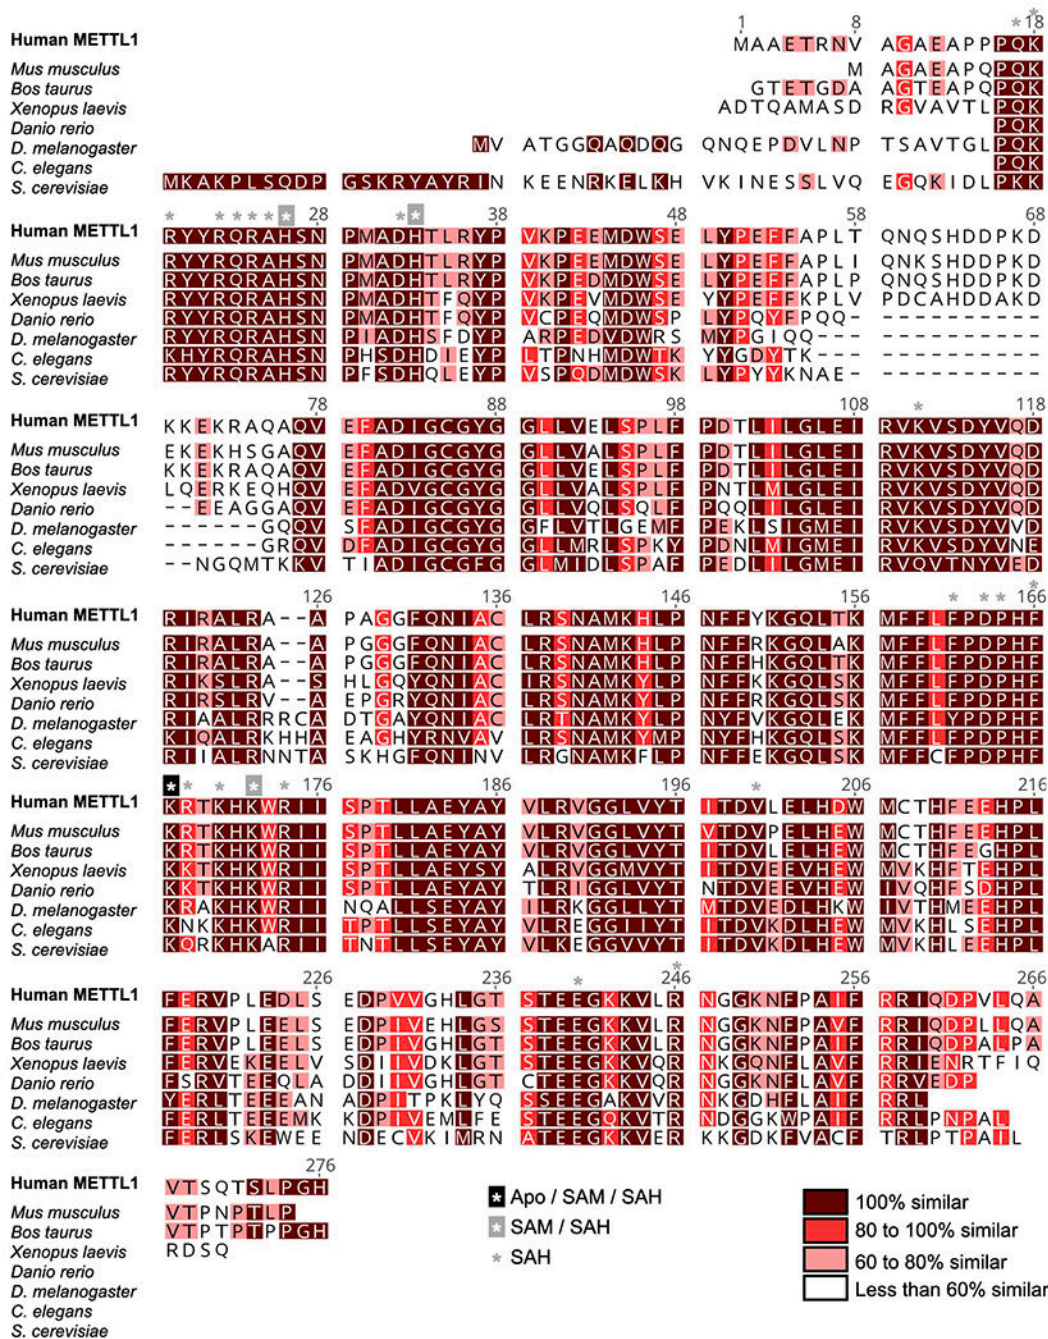 * *
1 8 18
Human METTL1 MAAETRNV AGAEAPPPQK
Mus musculus M AGAEAPQPQK
Bos taurus GTETGDA AGTEAPQPQK
Xenopus laevis ADTQAMASD RGVAVTLPQK
Danio rerio PQK
D. melanogaster MV ATGGQAQDQG QNQEPDVLNP TSAVTGLPQK
C. elegans PQK
S. cerevisiae MKAKPLSQDP GSKRYAYRIN KEENRKELKH VKINESSLVQ EGQKIDLPKK
* * * * * * * *
28 38 48 58 68
Human METTL1 RYYRQRAHSN PMADHTLRYP VKPEEMDWSE LYPEFFAPLT QNQSHDDPKD
Mus musculus RYYRQRAHSN PMADHTLRYP VKPEEMDWSE LYPEFFAPLI QNKSHDDPKD
Bos taurus RYYRQRAHSN PMADHTLRYP VKPEDMDWSE LYPEFFAPLP QNQSHDDPKD
Xenopus laevis RYYRQRAHSN PMADHTFQYP VKPEVMDWSE YYPEFFKPLV PDCAHDDAKD
Danio rerio RYYRQRAHSN PMADHTFQYP VCPEQMDWSP LYPQYFPQQ- ----------
D. melanogaster RYYRQRAHSN PIADHSFDYP ARPEDVDWRS MYPGIQQ--- ----------
C. elegans KHYRQRAHSN PHSDHDIEYP LTPNHMDWTK YYGDYTK--- ----------
S. cerevisiae RYYRQRAHSN PFSDHQLEYP VSPQDMDWSK LYPYYKNAE- ----------
*
78 88 98 108 118
Human METTL1 KKEKRAQAQV EFADIGCGYG GLLVELSPLF PDTLILGLEI RVKVSDYVQD
Mus musculus EKEKHSGAQV EFADIGCGYG GLLVALSPLF PDTLILGLEI RVKVSDYVQD
Bos taurus KKEKRAQAQV EFADIGCGYG GLLVELSPLF PDTLILGLEI RVKVSDYVQD
Xenopus laevis LQERKEQHQV EFADVGCGYG GLLVALSPLF PNTLMLGLEI RVKVSDYVQD
Danio rerio --EEAGGAQV EFADIGCGYG GLLVQLSQLF PQQLILGLEI RVKVSDYVQD
D. melanogaster ------GQQV SFADIGCGYG GFLVTLGEMF PEKLSIGMEI RVKVSDYVVD
C. elegans ------GRQV DFADIGCGYG GLLMRLSPKY PDNLMIGMEI RVKVSDYVNE
S. cerevisiae --NGQMTKKV TIADIGCGFG GLMIDLSPAF PEDLILGMEI RVQVTNYVED
* * * *
126 136 146 156 166
Human METTL1 RIRALRA--A PAGGFQNIAC LRSNAMKHLP NFFYKGQLTK MFFLFPDPHF
Mus musculus RIRALRA--A PGGGFQNIAC LRSNAMKHLP NFFRKGQLAK MFFLFPDPHF
Bos taurus RIRALRA--A PGGGFQNIAC LRSNAMKHLP NFFHKGQLTK MFFLFPDPHF
Xenopus laevis RIKSLRA--S HLGQYQNIAC IRSNAMKYLP NFFRKGQLSK MFFLFPDPHF
Danio rerio RIRSLRV--A EPGRYQNIAC LRSNAMKYLP NFFRKGQLSK MFFLFPDPHF
D. melanogaster RIAALRRRCA DTGAYQNIAC LRTNAMKYLP NYFVKGQLEK MFFLYPDPHF
C. elegans KIQALRKHHA EAGHYRNVAV LRSNAMKYMP NYFHKGQLSK MFFLFPDPHF
S. cerevisiae RIIALRNNTA SKHGFQNINV LRGNAMKFLP NFFEKGQLSK MFFCFPDPHF
* * * * * *
176 186 196 206 216
Human METTL1 KRTKHKWRII SPTLLAEYAY VLRVGGLVYT ITDVLELHDW MCTHFEEHPL
Mus musculus KRTKHKWRII SPTLLAEYAY VLRVGGLVYT VTDVPELHEW MCTHFEEHPL
Bos taurus KRTKHKWRII SPTLLAEYAY VLRVGGLVYT ITDVLELHEW MCTHFEGHPL
Xenopus laevis KKTKHKWRII SPTLLAEYSY ALRVGGMVYT ITDVEEVHEW MVKHFTEHPL
Danio rerio KKTKHKWRII SPTLLAEYAY TLRIGGLVYT NTDVEEVHEW IVQHFSDHPL
D. melanogaster KRAKHKWRII NQALLSEYAY ILRKGGLLYT MTDVEDLHKW IVTHMEEHPL
C. elegans KNKKHKWRII TPTLLSEYAY VLREGGIIYT ITDVKDLHEW MVKHLSEHPL
S. cerevisiae KQRKHKARII TNTLLSEYAY VLKEGGVVYT ITDVKDLHEW MVKHLEEHPL
* *
226 236 246 256 266
Human METTL1 FERVPLEDLS EDPVVGHLGT STEEGKKVLR NGGKNFPAIF RRIQDPVLQA
Mus musculus FERVPLEELS EDPIVEHLGS STEEGKKVLR NGGKNFPAVF RRIQDPLLQA
Bos taurus FERVPLEELS EDPIVGHLGT STEEGKKVLR NGGKNFPAIF RRIQDPALPA
Xenopus laevis FERVEKEELV SDIIVDKLGT STEEGKKVQR NKGQNFLAVF RRIENRTFIQ
Danio rerio FSRVTEEQLA DDIIVGHLGT CTEEGKKVQR NGGKNFLAVF RRVEDP
D. melanogaster YERLTEEEAN ADPITPKLYQ SSEEGAKVVR NKGDHFLAIF RRL
C. elegans FERLTEEEMK KDPIVEMLFE STEEGQKVTR NDGGKWPAIF RRLPNPAL
S. cerevisiae FERLSKEWEE NDECVKIMRN ATEEGKKVER KKGDKFVACF TRLPTPAIL
276
Human METTL1 VTSQTSLPGH
Mus musculus VTPNPTLP
Bos taurus VTPTPTPPGH
Xenopus laevis RDSQ
Danio rerio
D. melanogaster
C. elegans
S. cerevisiae
* Apo / SAM / SAH
* SAM / SAH
* SAH
100% similar
80 to 100% similar
60 to 80% similar
Less than 60% similar